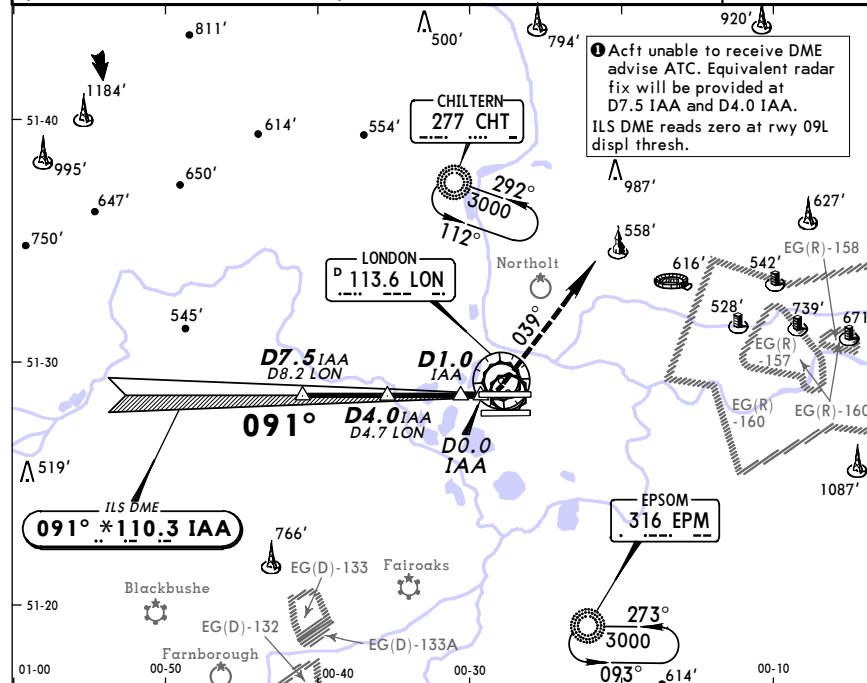 811'
500'
794'
920'
❶ Acft unable to receive DME
advise ATC. Equivalent radar
fix will be provided at
D7.5 IAA and D4.0 IAA.
ILS DME reads zero at rwy 09L
displ thresh.
1184'
CHILTERN
277 CHT
51-40
614'
554'
995'
650'
987'
292°
3000
112°
647'
627'
750'
558'
EG(R)-158
LONDON
D 113.6 LON
Northolt
616'
542'
039°
545'
528'
739'
671'
51-30
D7.5 IAA
D8.2 LON
D1.0
IAA
EG(R)
-157
091°
D4.0 IAA
D4.7 LON
EG(R)
-160
EG(R)-160
D0.0
IAA
519'
1087'
ILS DME
091° *110.3 IAA
EPSOM
316 EPM
766'
EG(D)-133
Fairoaks
Blackbushe
51-20
EG(D)-132
EG(D)-133A
273°
3000
093°
Farnborough
614'
01-00
00-50
00-40
00-30
00-10